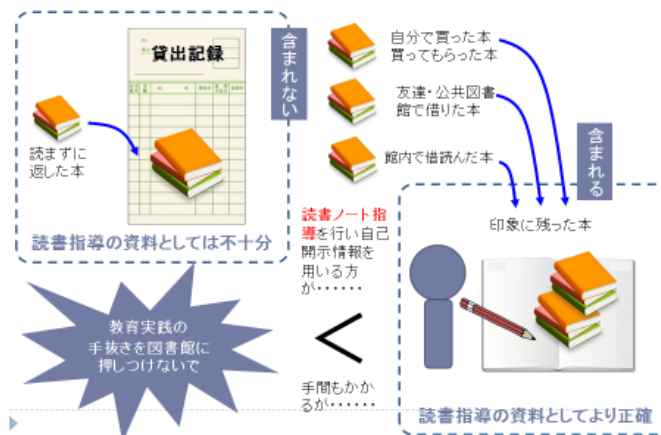 貸出記録
読まずに
返した本
読書指導の資料としては不十分
含まれない
自分で買った本
買ってもらった本
友達・公共図書
館で借りた本
館内で借読んだ本
含まれる
印象に残った本
読書ノート指
導を行い自己
開示情報を
用いる方
が……
<
手間もかか
るが……
教育実践の
手抜きを図書館に
押しつけないで
読書指導の資料としてより正確